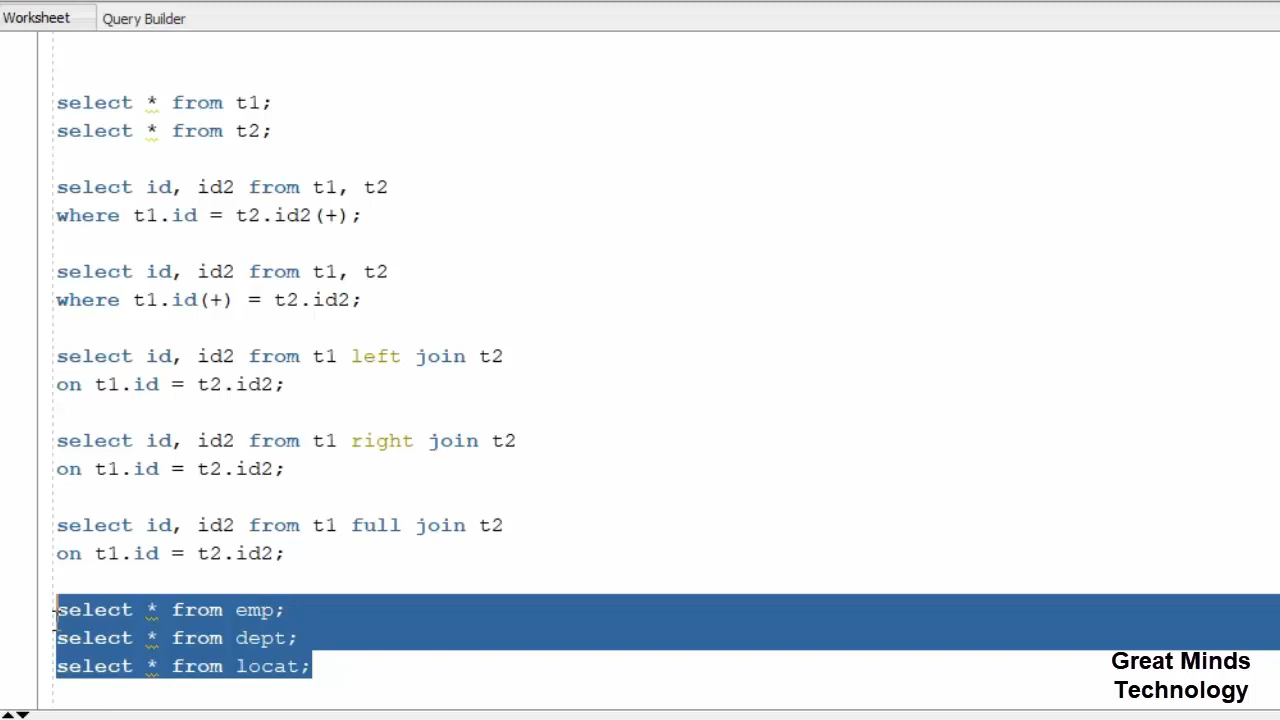 Worksheet Query Builder
select * from t1;
select * from t2;
select id, id2 from t1, t2
where t1.id = t2.id2(+);
select id, id2 from t1, t2
where t1.id(+) = t2.id2;
select id, id2 from t1 left join t2
on t1.id = t2.id2;
select id, id2 from t1 right join t2
on t1.id = t2.id2;
select id, id2 from t1 full join t2
on t1.id = t2.id2;
select * from emp;
select * from dept;
select * from locat;
Great Minds
Technology